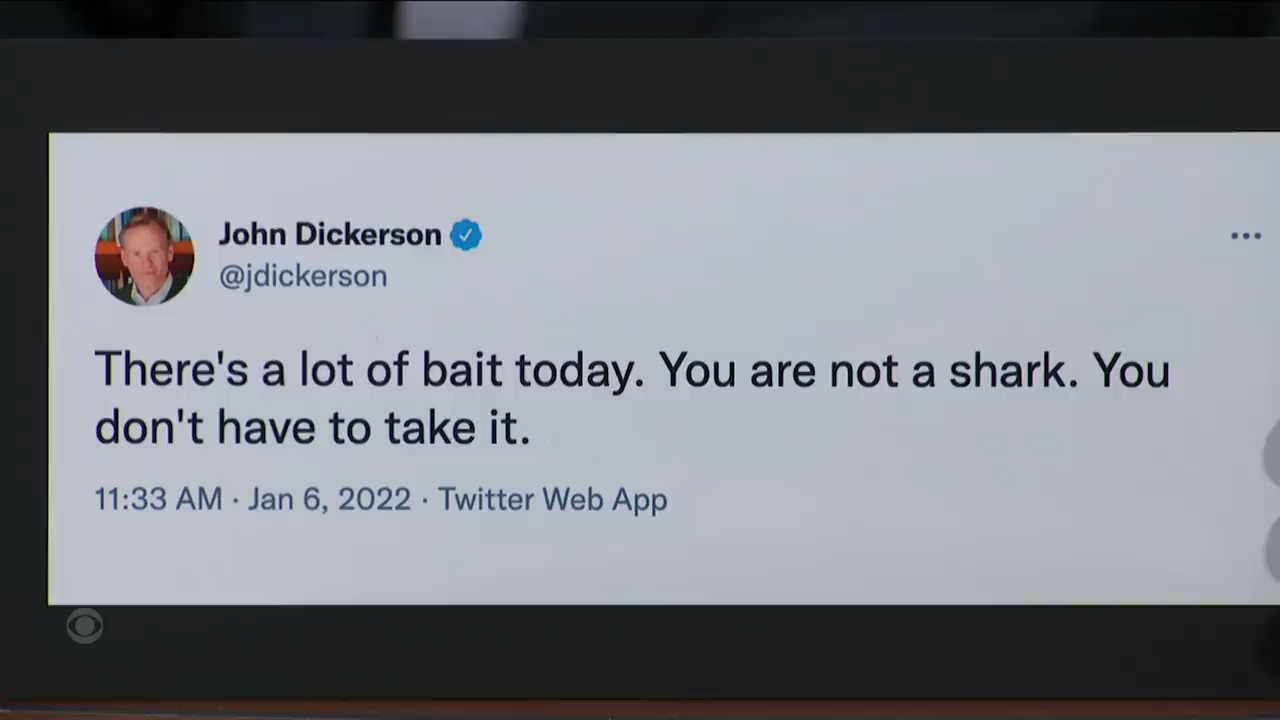 John Dickerson
@jdickerson
There's a lot of bait today. You are not a shark. You
don't have to take it.
11:33 AM · Jan 6, 2022 · Twitter Web App